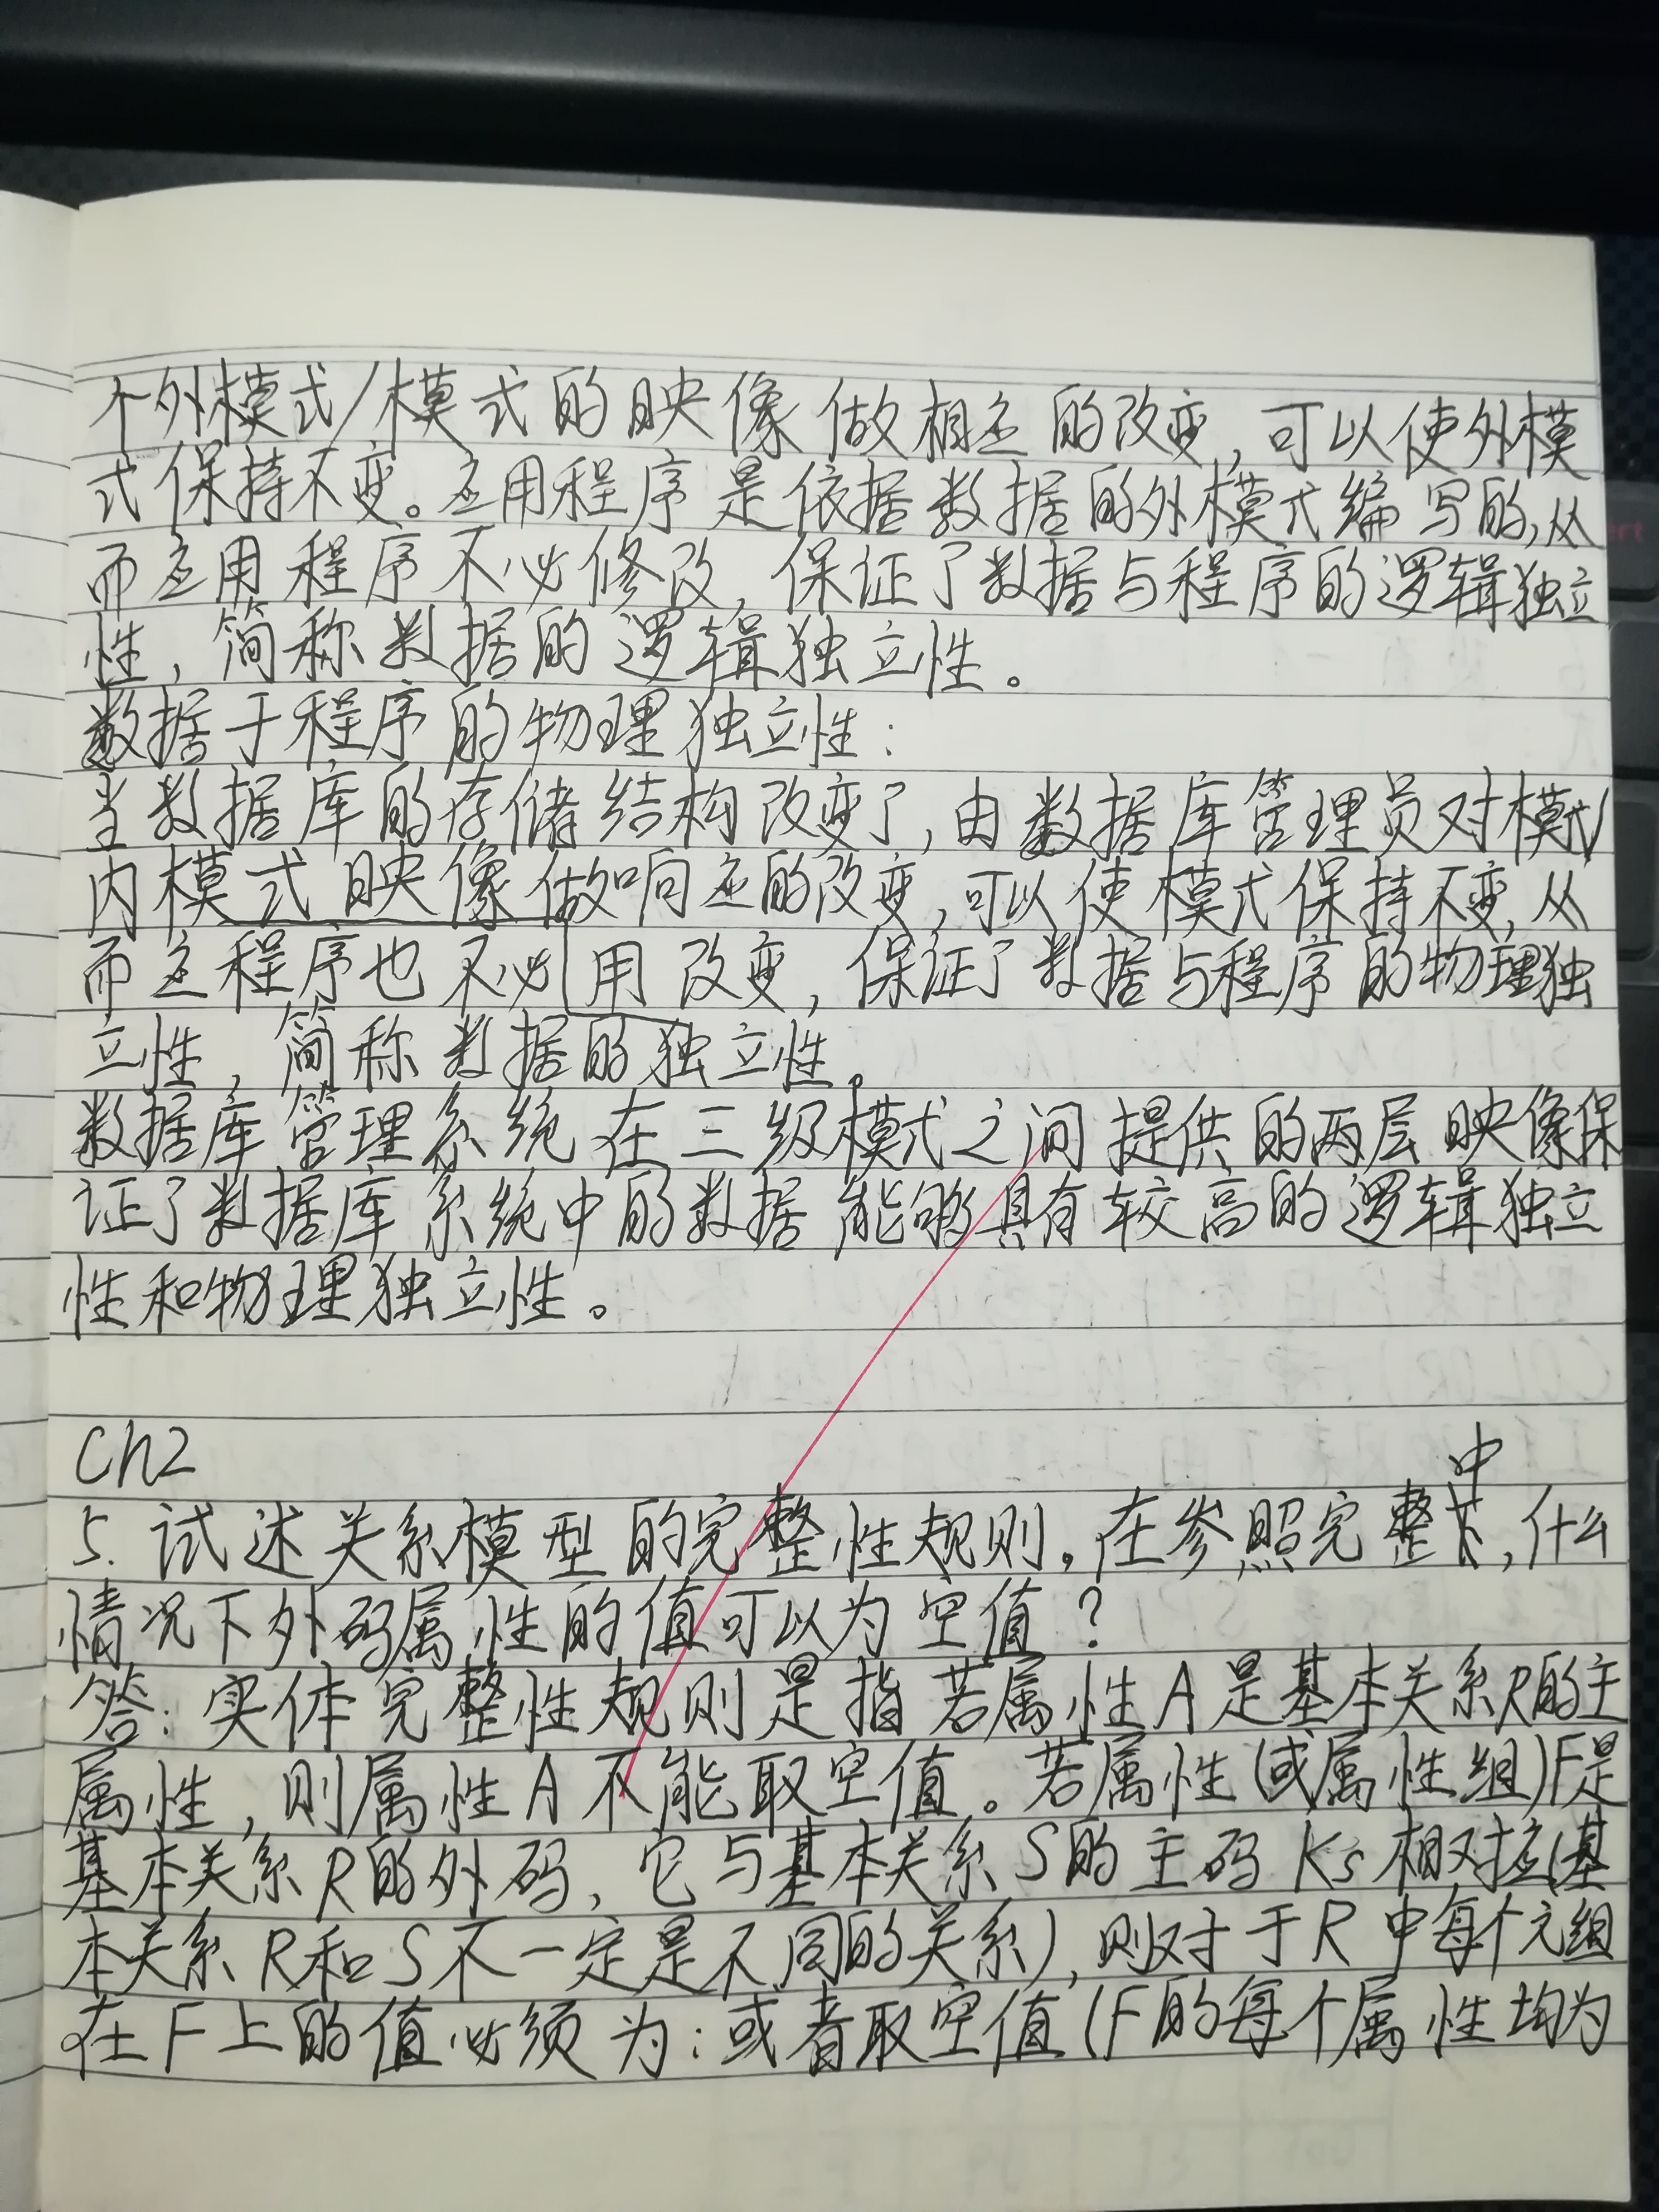 个外模式/模式的映像做相应的改变，可以使外模
式保持不变。应用程序是依据数据的外模式编写的，从
而应用程序不必修改，保证了数据与程序的逻辑独立
性，简称数据的逻辑独立性。
数据于程序的物理独立性：
当数据库的存储结构改变了，由数据库管理员对模式/
内模式映像做响应的改变，可以使模式保持不变，从
而应程序也不必用改变，保证了数据与程序的物理独
立性，简称数据的独立性。
数据库管理系统在三级模式之间提供的两层映像保
证了数据库系统中的数据能够具有较高的逻辑独立
性和物理独立性。
Ch2
中
5. 试述关系模型的完整性规则。在参照完整，什么
情况下外码属性的值可以为空值？
答：实体完整性规则是指若属性A是基本关系R的主
属性，则属性A不能取空值。若属性(或属性组)F是
基本关系R的外码，它与基本关系S的主码Ks相对应(基
本关系R和S不一定是不同的关系)，则对于R中每个元组
在F上的值必须为：或者取空值(F的每个属性均为